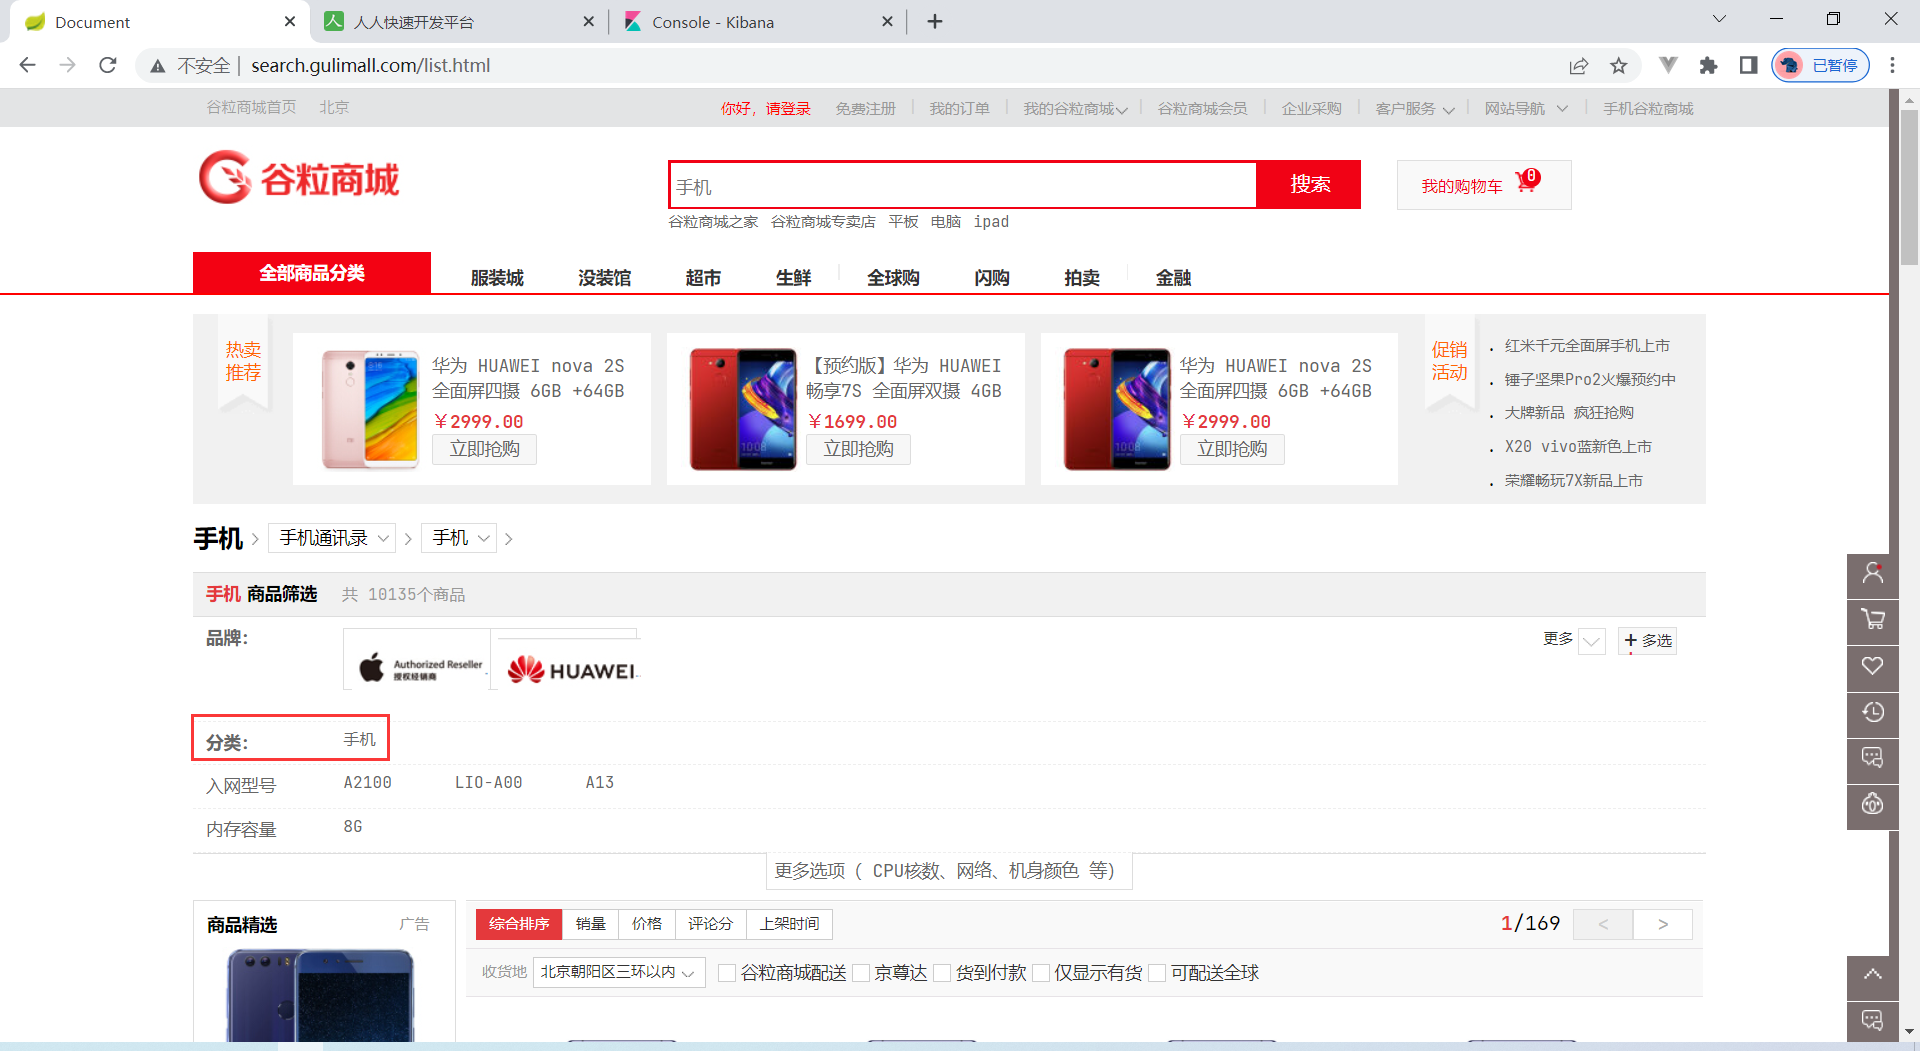 Document
人人快速开发平台
Console - Kibana
不安全 | search.gulimall.com/list.html
已暂停
谷粒商城首页 北京
你好，请登录 免费注册 我的订单 我的谷粒商城 谷粒商城会员 企业采购 客户服务 网站导航 手机谷粒商城
谷粒商城
手机
搜索
我的购物车 0
谷粒商城之家 谷粒商城专卖店 平板 电脑 ipad
全部商品分类 服装城 没装馆 超市 生鲜 全球购 闪购 拍卖 金融
热卖
推荐
华为 HUAWEI nova 2S
全面屏四摄 6GB +64GB
￥2999.00
立即抢购
【预约版】华为 HUAWEI
畅享7S 全面屏双摄 4GB
￥1699.00
立即抢购
华为 HUAWEI nova 2S
全面屏四摄 6GB +64GB
￥2999.00
立即抢购
促销
活动
. 红米千元全面屏手机上市
. 锤子坚果Pro2火爆预约中
. 大牌新品 疯狂抢购
. X20 vivo蓝新色上市
. 荣耀畅玩7X新品上市
手机 > 手机通讯录 > 手机 >
手机 商品筛选 共 10135个商品
品牌：
Authorized Reseller
授权经销商
HUAWEI
更多 + 多选
分类： 手机
入网型号 A2100 LIO-A00 A13
内存容量 8G
更多选项（ CPU核数、网络、机身颜色 等）
商品精选 广告
综合排序 销量 价格 评论分 上架时间 1/169 < >
收货地 北京朝阳区三环以内 谷粒商城配送 京尊达 货到付款 仅显示有货 可配送全球